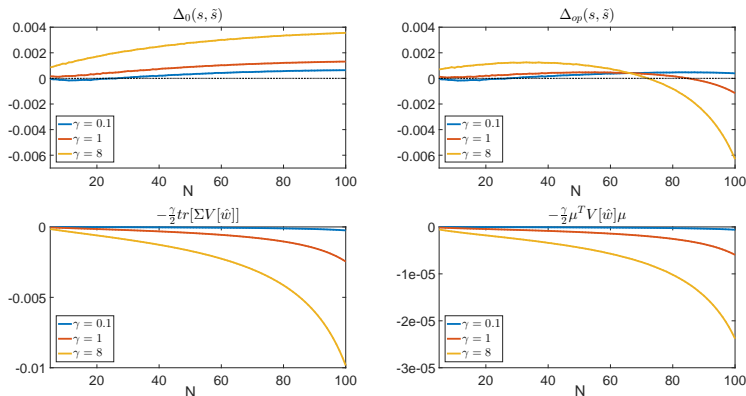 Δ₀(s, s̃)
0.004
0.002
0
-0.002
-0.004
-0.006
γ = 0.1
γ = 1
γ = 8
20 40 60 80 100
N
Δ_op(s, s̃)
0.004
0.002
0
-0.002
-0.004
-0.006
γ = 0.1
γ = 1
γ = 8
20 40 60 80 100
N
-γ/2 tr[ΣV[ŵ]]
0
-0.005
-0.01
γ = 0.1
γ = 1
γ = 8
20 40 60 80 100
N
-γ/2 μᵀV[ŵ]μ
0
-1e-05
-2e-05
-3e-05
γ = 0.1
γ = 1
γ = 8
20 40 60 80 100
N